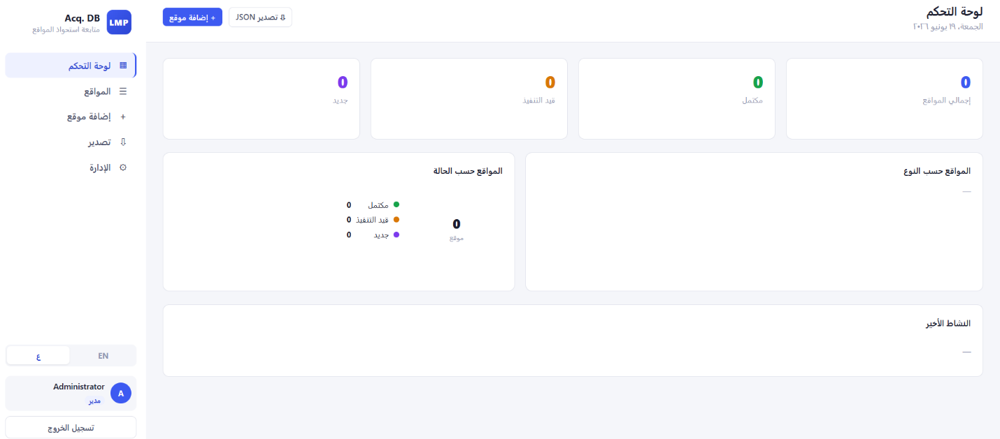 Acq. DB
متابعة استحواذ المواقع
LMP
▦ لوحة التحكم
☰ المواقع
+ إضافة موقع
⇩ تصدير
⚙ الإدارة
EN
ع
A
Administrator
مدير
تسجيل الخروج
لوحة التحكم
الجمعة، ١٩ يونيو ٢٠٢٦
⇩ تصدير JSON
+ إضافة موقع
0
إجمالي المواقع
0
مكتمل
0
قيد التنفيذ
0
جديد
المواقع حسب النوع
—
المواقع حسب الحالة
0
موقع
مكتمل 0
قيد التنفيذ 0
جديد 0
النشاط الأخير
—